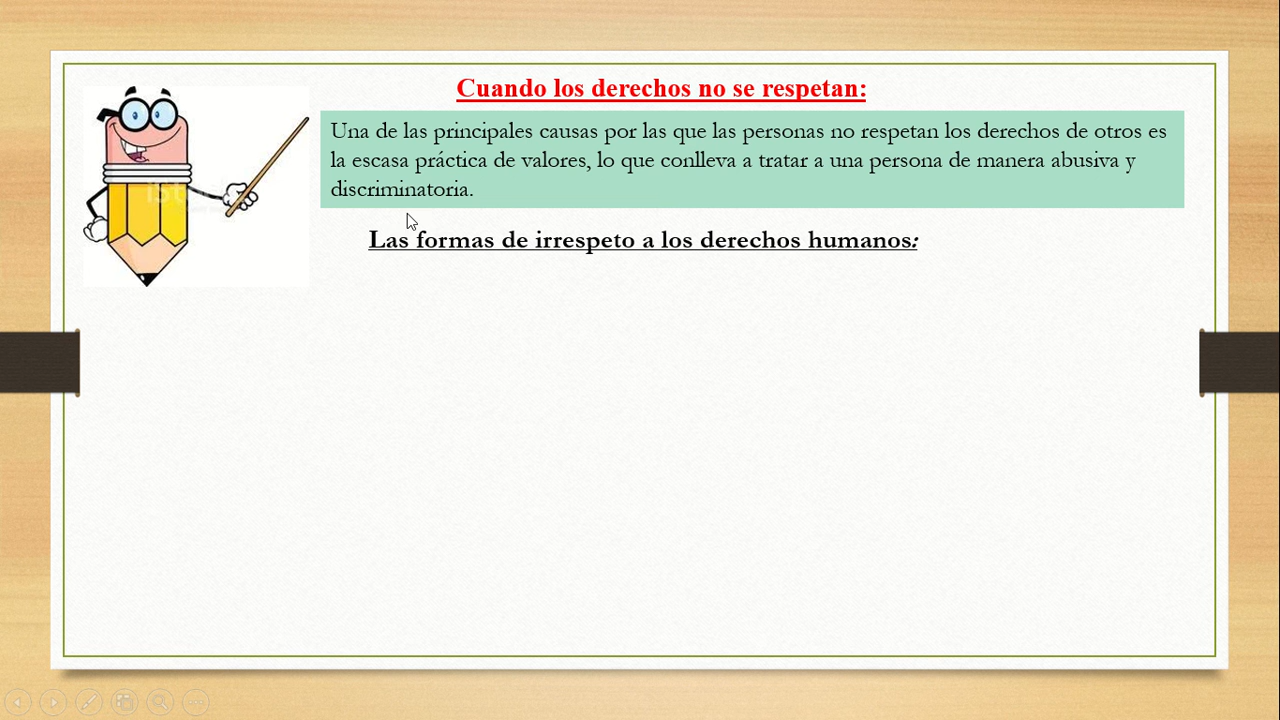 Cuando los derechos no se respetan:
Una de las principales causas por las que las personas no respetan los derechos de otros es
la escasa práctica de valores, lo que conlleva a tratar a una persona de manera abusiva y
discriminatoria.
Las formas de irrespeto a los derechos humanos: